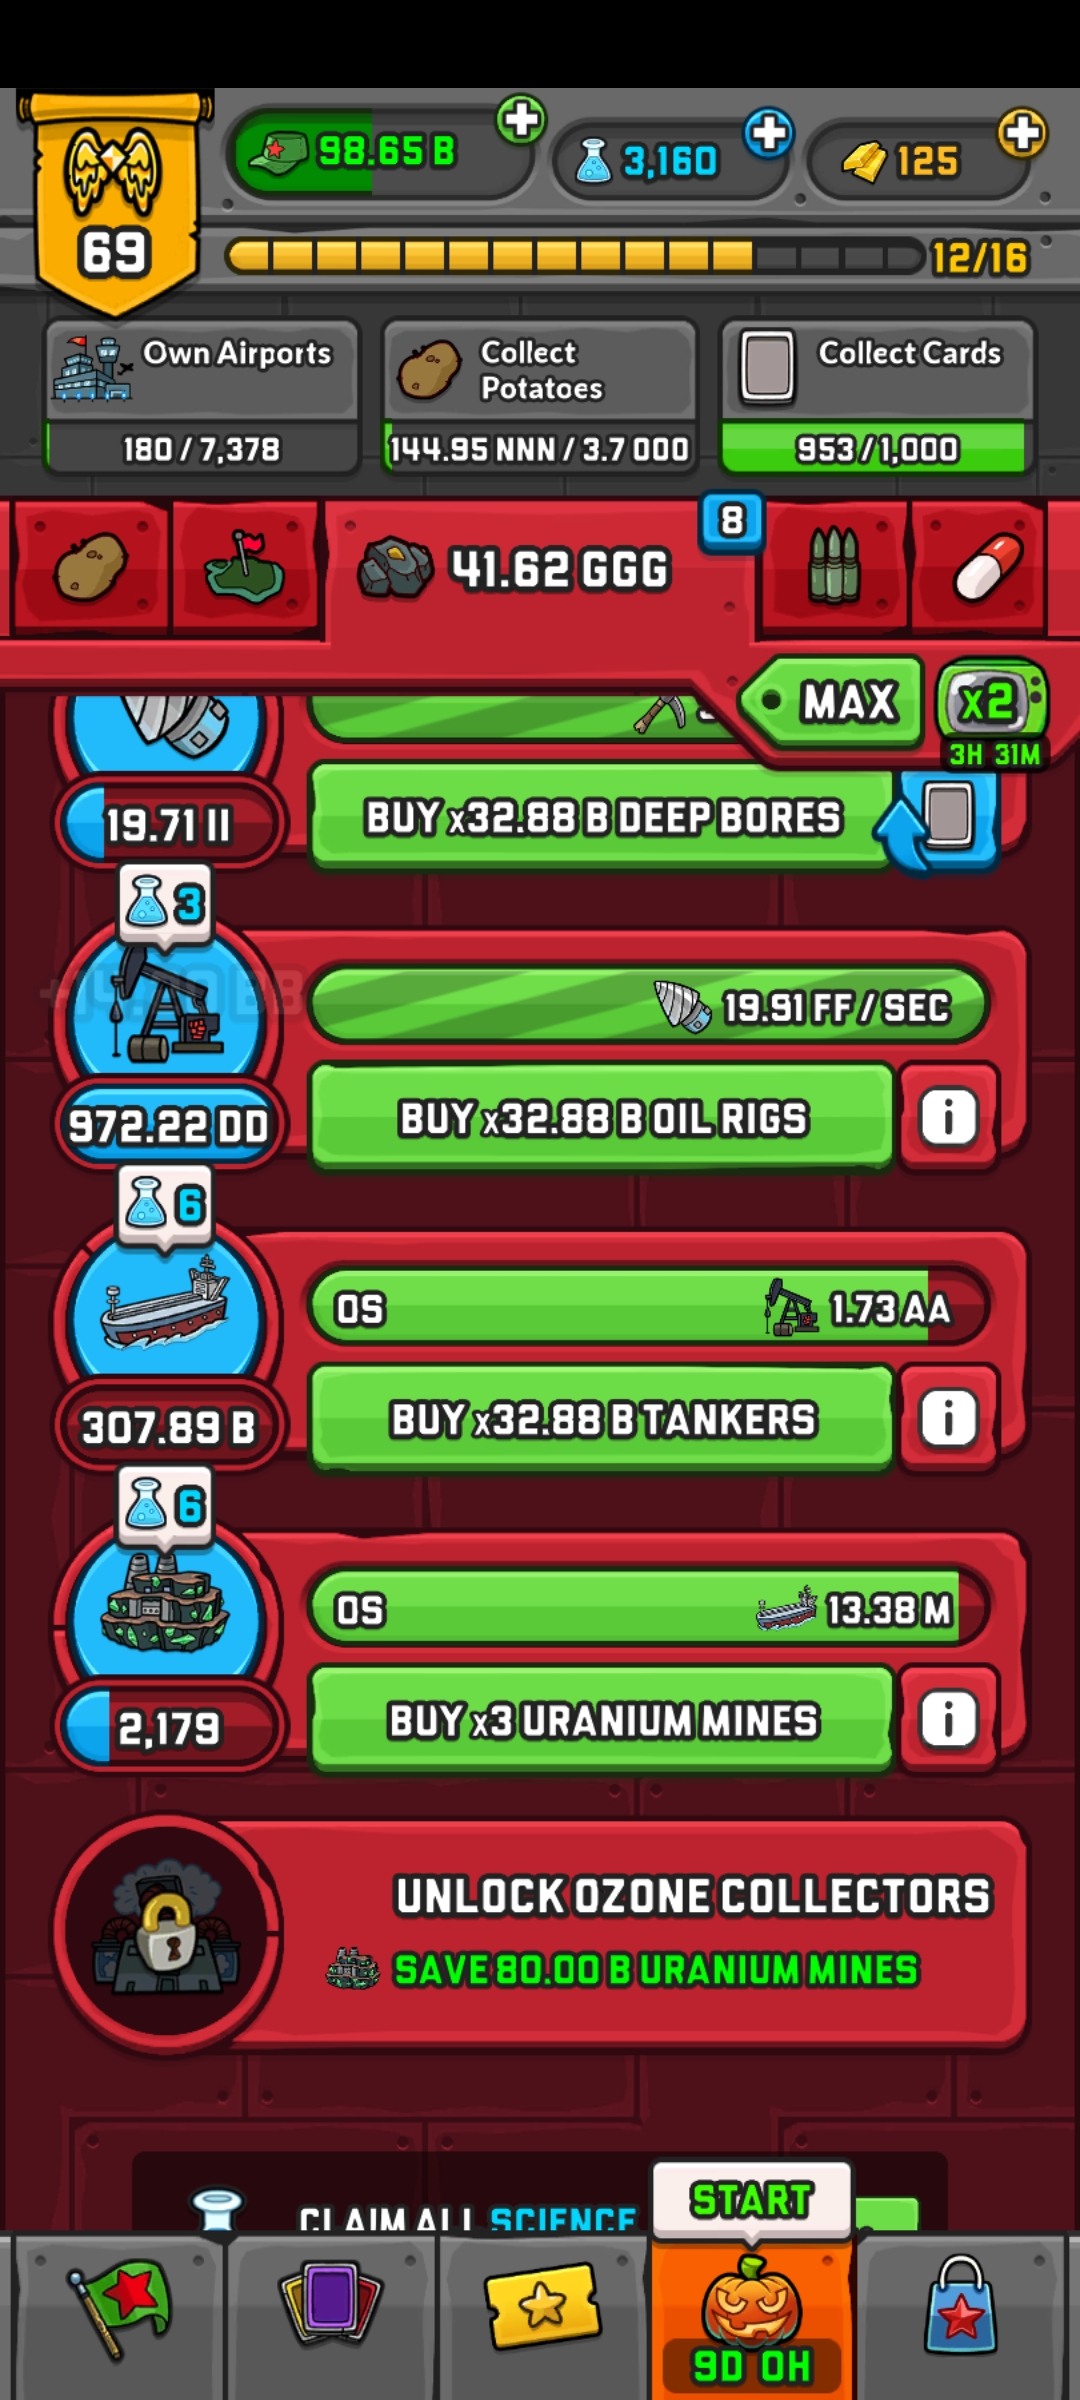 98.65 B
3,160
125
69
12/16
Own Airports
180 / 7,378
Collect
Potatoes
144.95 NNN / 3.7 OOO
Collect Cards
953 / 1,000
41.62 GGG
8
MAX
x2
3H 31M
19.71 II
BUY x32.88 B DEEP BORES
3
19.91 FF / SEC
972.22 DD
BUY x32.88 B OIL RIGS
i
6
0S
1.73 AA
307.89 B
BUY x32.88 B TANKERS
i
6
0S
13.38 M
2,179
BUY x3 URANIUM MINES
i
UNLOCK OZONE COLLECTORS
SAVE 80.00 B URANIUM MINES
CLAIM ALL SCIENCE
START
9D 0H